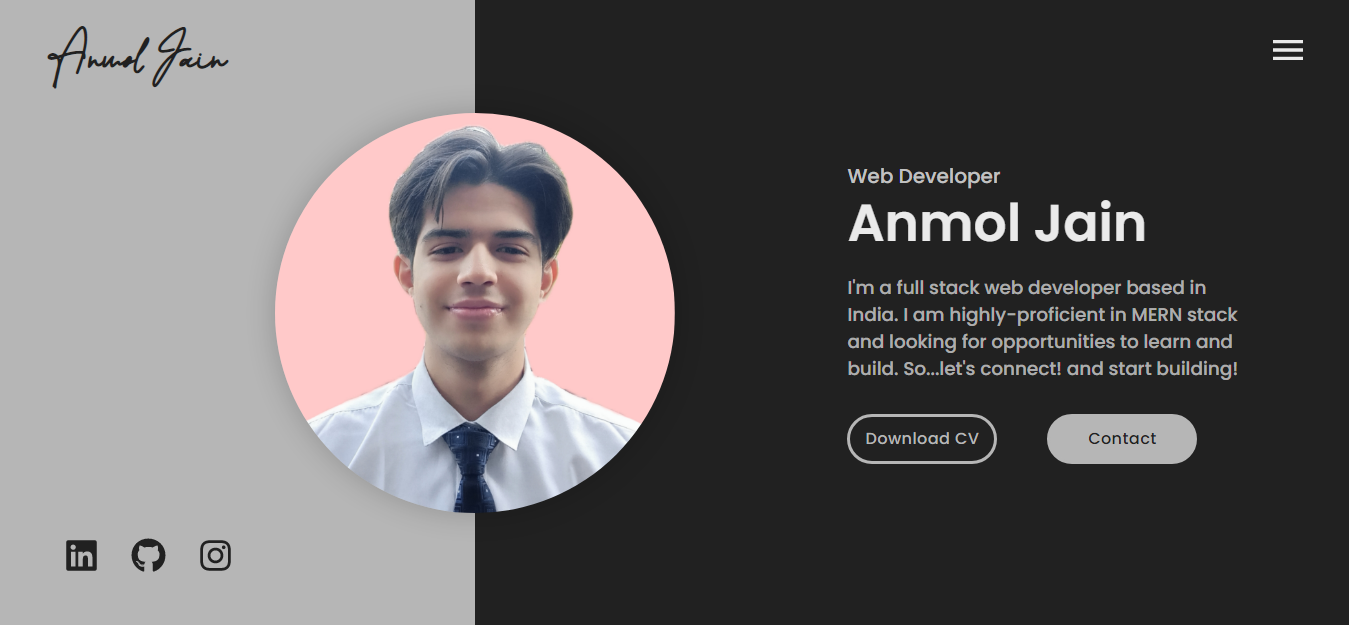 Anmol Jain
Web Developer
Anmol Jain
I'm a full stack web developer based in
India. I am highly-proficient in MERN stack
and looking for opportunities to learn and
build. So...let's connect! and start building!
Download CV
Contact
in